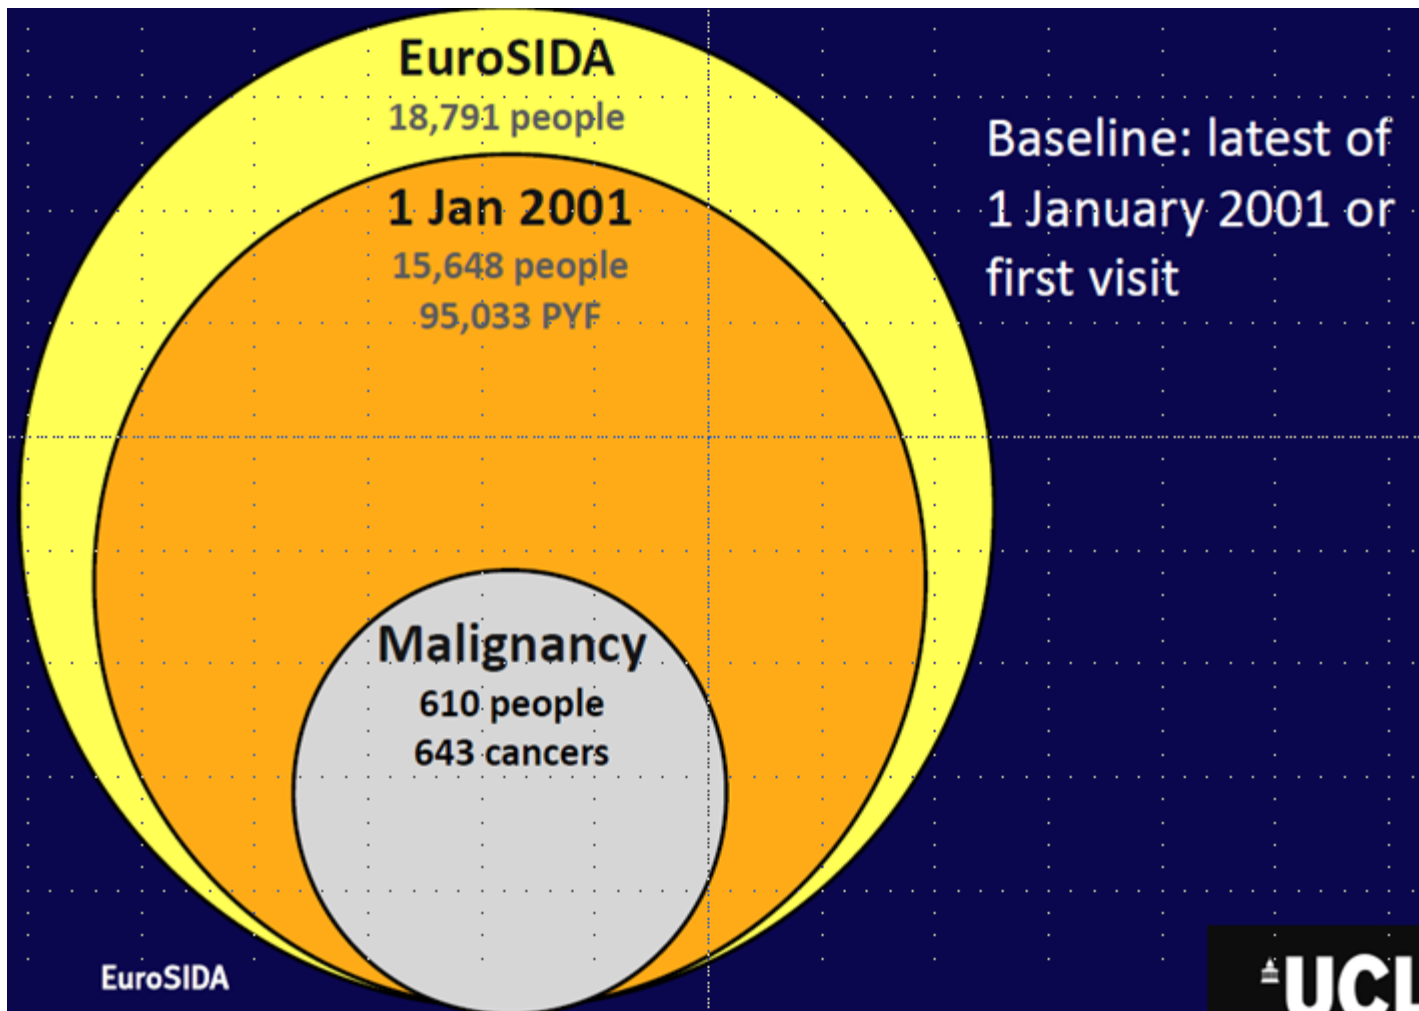 EuroSIDA
18,791 people
1 Jan 2001
15,648 people
95,033 PYF
Malignancy
610 people
643 cancers
Baseline: latest of
1 January 2001 or
first visit
EuroSIDA
UCL